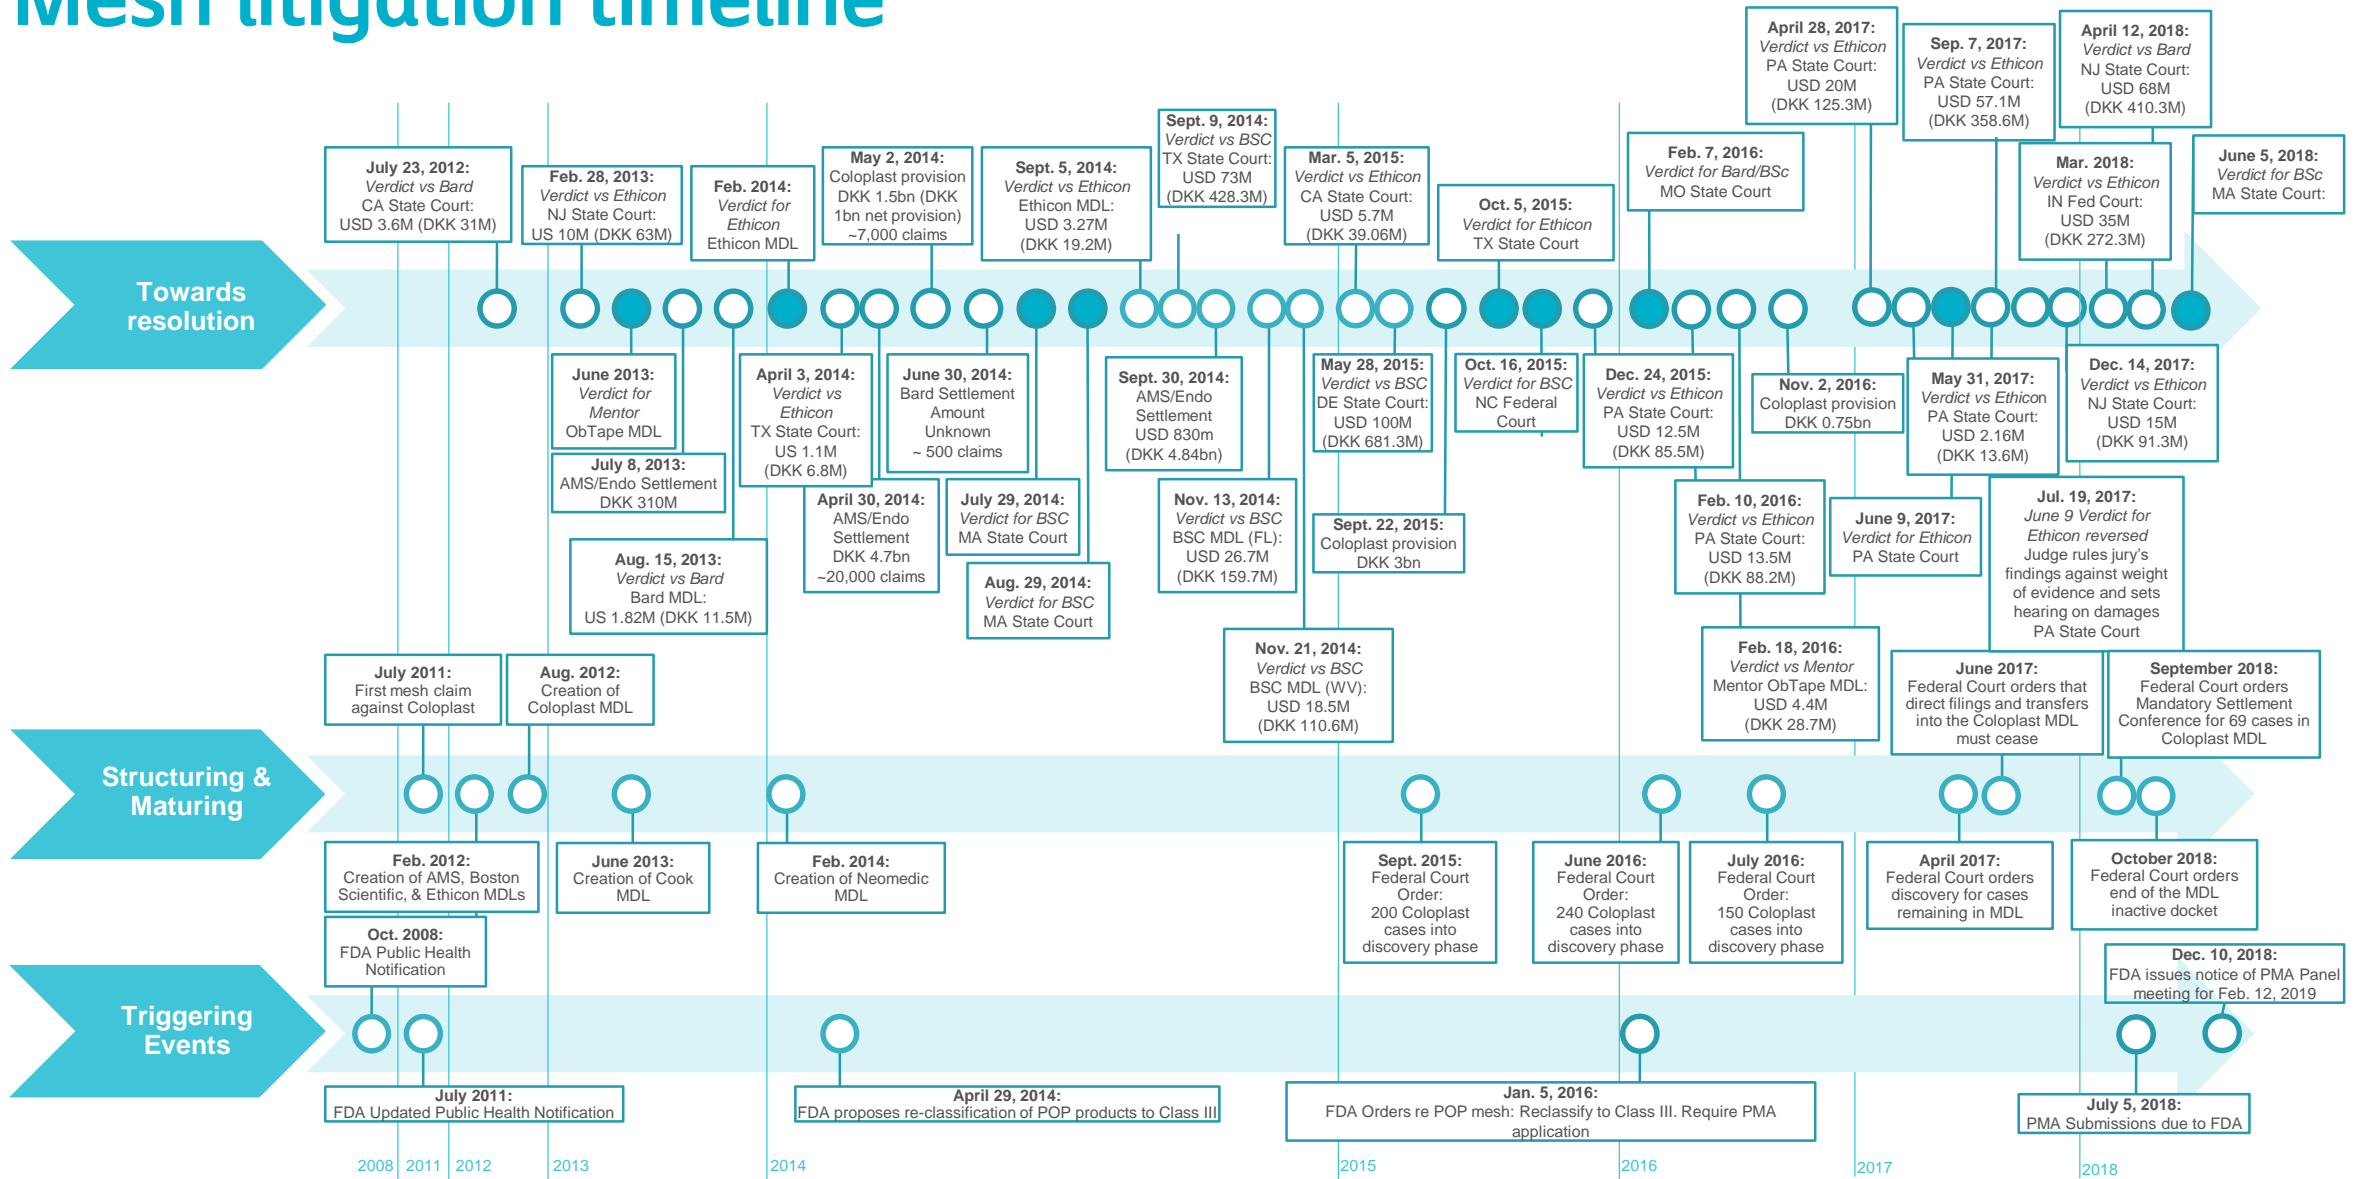 Mesh litigation timeline
Towards
resolution
July 23, 2012:
Verdict vs Bard
CA State Court:
USD 3.6M (DKK 31M)
Feb. 28, 2013:
Verdict vs Ethicon
NJ State Court:
US 10M (DKK 63M)
Feb. 2014:
Verdict for
Ethicon
Ethicon MDL
May 2, 2014:
Coloplast provision
DKK 1.5bn (DKK
1bn net provision)
~7,000 claims
Sept. 5, 2014:
Verdict vs Ethicon
Ethicon MDL:
USD 3.27M
(DKK 19.2M)
Sept. 9, 2014:
Verdict vs BSC
TX State Court:
USD 73M
(DKK 428.3M)
Mar. 5, 2015:
Verdict vs Ethicon
CA State Court:
USD 5.7M
(DKK 39.06M)
Oct. 5, 2015:
Verdict for Ethicon
TX State Court
Feb. 7, 2016:
Verdict for Bard/BSc
MO State Court
April 28, 2017:
Verdict vs Ethicon
PA State Court:
USD 20M
(DKK 125.3M)
Sep. 7, 2017:
Verdict vs Ethicon
PA State Court:
USD 57.1M
(DKK 358.6M)
April 12, 2018:
Verdict vs Bard
NJ State Court:
USD 68M
(DKK 410.3M)
Mar. 2018:
Verdict vs Ethicon
IN Fed Court:
USD 35M
(DKK 272.3M)
June 5, 2018:
Verdict for BSc
MA State Court:
June 2013:
Verdict for
Mentor
ObTape MDL
July 8, 2013:
AMS/Endo Settlement
DKK 310M
Aug. 15, 2013:
Verdict vs Bard
Bard MDL:
US 1.82M (DKK 11.5M)
April 3, 2014:
Verdict vs
Ethicon
TX State Court:
US 1.1M
(DKK 6.8M)
April 30, 2014:
AMS/Endo
Settlement
DKK 4.7bn
~20,000 claims
June 30, 2014:
Bard Settlement
Amount
Unknown
~ 500 claims
July 29, 2014:
Verdict for BSC
MA State Court
Aug. 29, 2014:
Verdict for BSC
MA State Court
Sept. 30, 2014:
AMS/Endo
Settlement
USD 830m
(DKK 4.84bn)
Nov. 13, 2014:
Verdict vs BSC
BSC MDL (FL):
USD 26.7M
(DKK 159.7M)
Nov. 21, 2014:
Verdict vs BSC
BSC MDL (WV):
USD 18.5M
(DKK 110.6M)
May 28, 2015:
Verdict vs BSC
DE State Court:
USD 100M
(DKK 681.3M)
Sept. 22, 2015:
Coloplast provision
DKK 3bn
Oct. 16, 2015:
Verdict for BSC
NC Federal
Court
Dec. 24, 2015:
Verdict vs Ethicon
PA State Court:
USD 12.5M
(DKK 85.5M)
Feb. 10, 2016:
Verdict vs Ethicon
PA State Court:
USD 13.5M
(DKK 88.2M)
Feb. 18, 2016:
Verdict vs Mentor
Mentor ObTape MDL:
USD 4.4M
(DKK 28.7M)
Nov. 2, 2016:
Coloplast provision
DKK 0.75bn
May 31, 2017:
Verdict vs Ethicon
PA State Court:
USD 2.16M
(DKK 13.6M)
June 9, 2017:
Verdict for Ethicon
PA State Court
Jul. 19, 2017:
June 9 Verdict for
Ethicon reversed
Judge rules jury's
findings against weight
of evidence and sets
hearing on damages
PA State Court
Dec. 14, 2017:
Verdict vs Ethicon
NJ State Court:
USD 15M
(DKK 91.3M)
Structuring &
Maturing
July 2011:
First mesh claim
against Coloplast
Aug. 2012:
Creation of
Coloplast MDL
June 2017:
Federal Court orders that
direct filings and transfers
into the Coloplast MDL
must cease
September 2018:
Federal Court orders
Mandatory Settlement
Conference for 69 cases in
Coloplast MDL
Feb. 2012:
Creation of AMS, Boston
Scientific, & Ethicon MDLs
June 2013:
Creation of Cook
MDL
Feb. 2014:
Creation of Neomedic
MDL
Sept. 2015:
Federal Court
Order:
200 Coloplast
cases into
discovery phase
June 2016:
Federal Court
Order:
240 Coloplast
cases into
discovery phase
July 2016:
Federal Court
Order:
150 Coloplast
cases into
discovery phase
April 2017:
Federal Court orders
discovery for cases
remaining in MDL
October 2018:
Federal Court orders
end of the MDL
inactive docket
Triggering
Events
Oct. 2008:
FDA Public Health
Notification
Dec. 10, 2018:
FDA issues notice of PMA Panel
meeting for Feb. 12, 2019
July 2011:
FDA Updated Public Health Notification
April 29, 2014:
FDA proposes re-classification of POP products to Class III
Jan. 5, 2016:
FDA Orders re POP mesh: Reclassify to Class III. Require PMA
application
July 5, 2018:
PMA Submissions due to FDA
2008
2011
2012
2013
2014
2015
2016
2017
2018